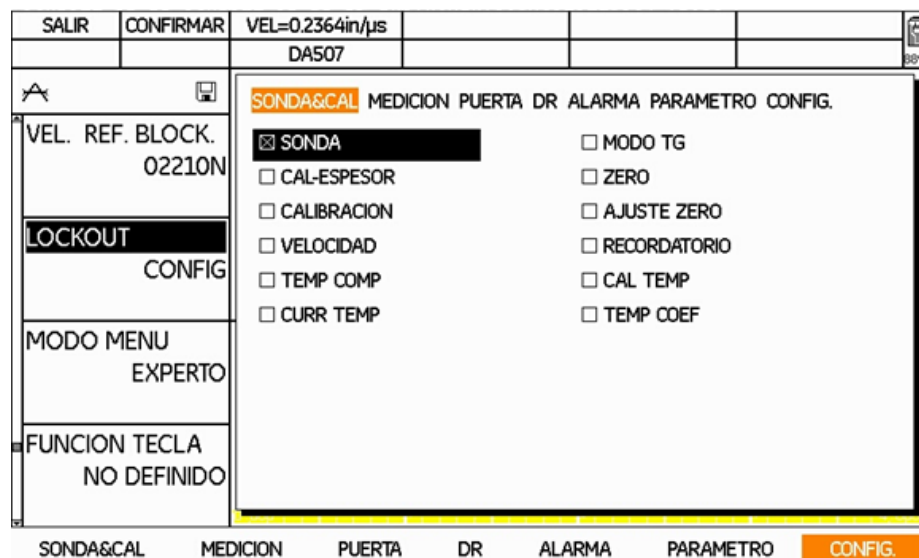 SALIR CONFIRMAR VEL=0.2364in/µs
DA507
VEL. REF. BLOCK.
02210N
LOCKOUT
CONFIG
MODO MENU
EXPERTO
FUNCION TECLA
NO DEFINIDO
SONDA&CAL MEDICION PUERTA DR ALARMA PARAMETRO CONFIG.
SONDA MODO TG
CAL-ESPESOR ZERO
CALIBRACION AJUSTE ZERO
VELOCIDAD RECORDATORIO
TEMP COMP CAL TEMP
CURR TEMP TEMP COEF
SONDA&CAL MEDICION PUERTA DR ALARMA PARAMETRO CONFIG.